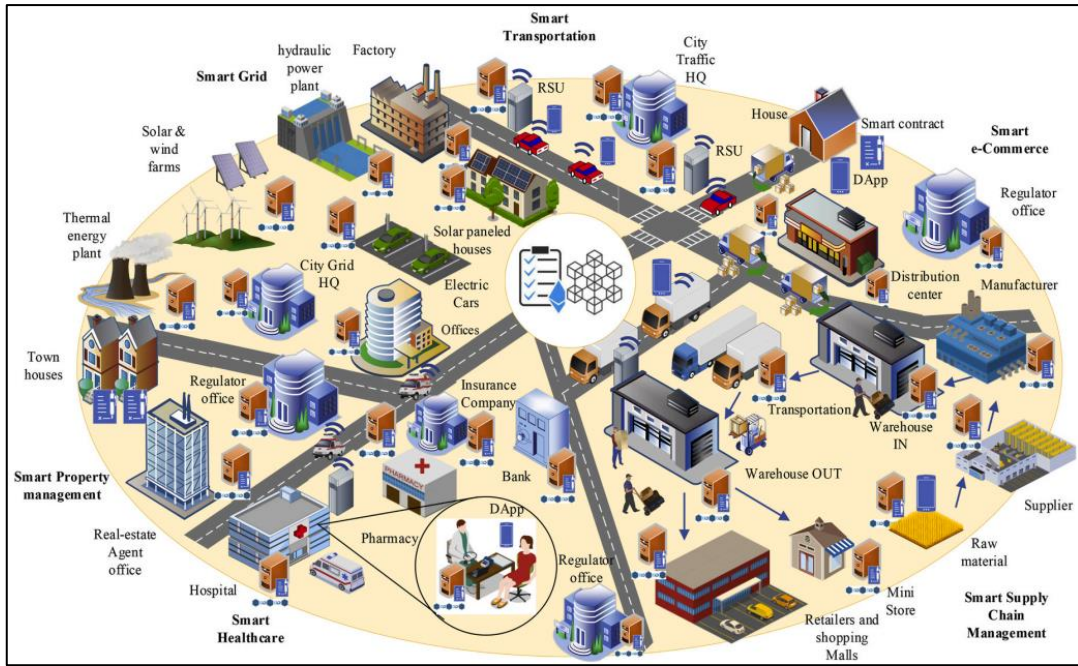 Smart
Transportation
City
Traffic
HQ
hydraulic
power
plant
Factory
Smart Grid
RSU
House
Smart contract
Solar &
wind
farms
RSU
DApp
Smart
e-Commerce
Regulator
office
Thermal
energy
plant
Solar paneled
houses
City Grid
HQ
Electric
Cars
Distribution
center
Manufacturer
Offices
Town
houses
Regulator
office
Insurance
Company
Transportation
Warehouse
IN
Smart Property
management
Bank
Warehouse OUT
Supplier
PHARMACY
Real-estate
Agent
office
Pharmacy
DApp
Raw
material
Regulator
office
Hospital
Mini
Store
Smart
Healthcare
Retailers and
shopping
Malls
Smart Supply
Chain
Management